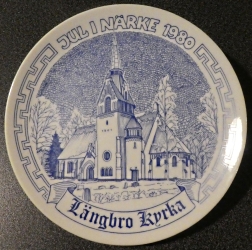 JUL I NÄRKE 1980
Längbro Kyrka